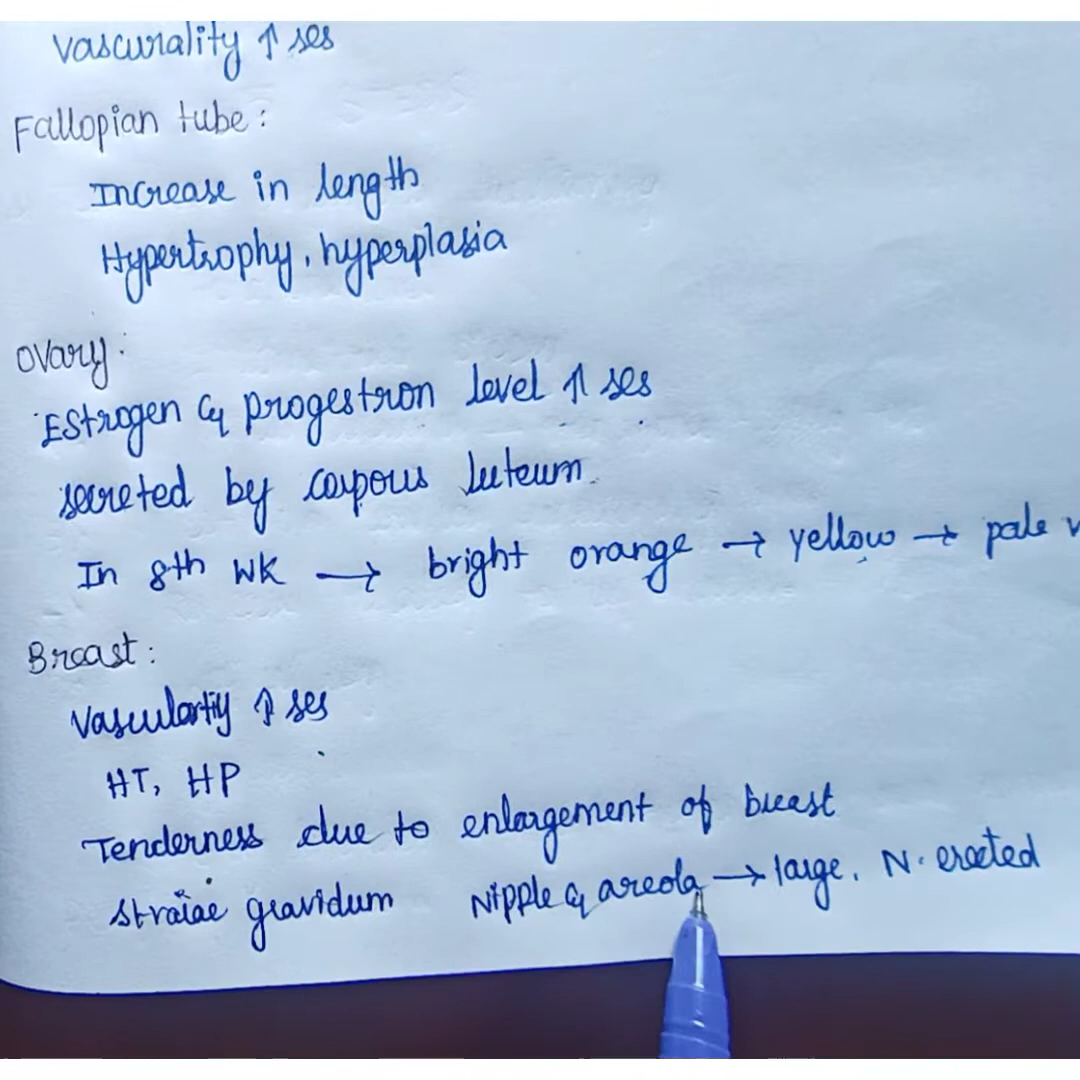 Vascurality ↑ ses
Fallopian tube:
Increase in length
Hypertrophy, hyperplasia
Ovary:
Estrogen & progestron level ↑ ses
secreted by corpous luteum.
In 8th WK → bright orange → yellow → pale
Breast:
Vasculartiy ↑ ses
HT, HP
Tenderness due to enlargement of breast
straiae gravidum Nipple & areola → large, N. erected